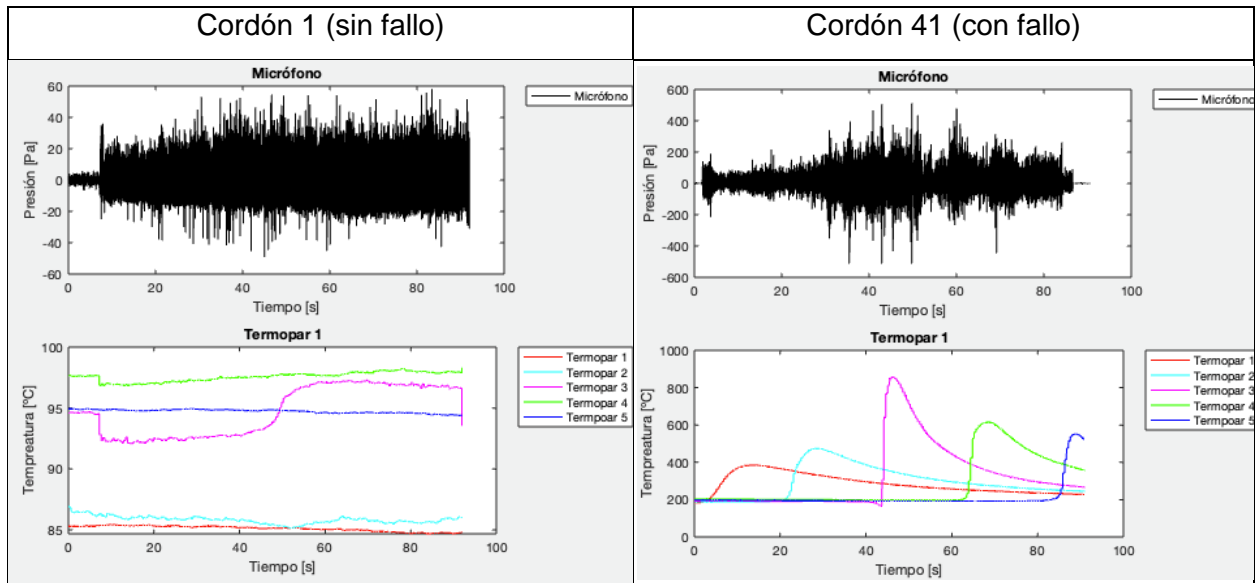 Cordón 1 (sin fallo)
Micrófono
60
40
20
0
-20
-40
-60
Presión [Pa]
0 20 40 60 80 100
Tiempo [s]
Micrófono
Termopar 1
100
95
90
85
Tempreatura [ºC]
0 20 40 60 80 100
Tiempo [s]
Termopar 1
Termopar 2
Termopar 3
Termopar 4
Termpoar 5
Cordón 41 (con fallo)
Micrófono
600
400
200
0
-200
-400
-600
Presión [Pa]
0 20 40 60 80 100
Tiempo [s]
Micrófono
Termopar 1
1000
800
600
400
200
0
Tempreatura [ºC]
0 20 40 60 80 100
Tiempo [s]
Termopar 1
Termopar 2
Termopar 3
Termopar 4
Termpoar 5